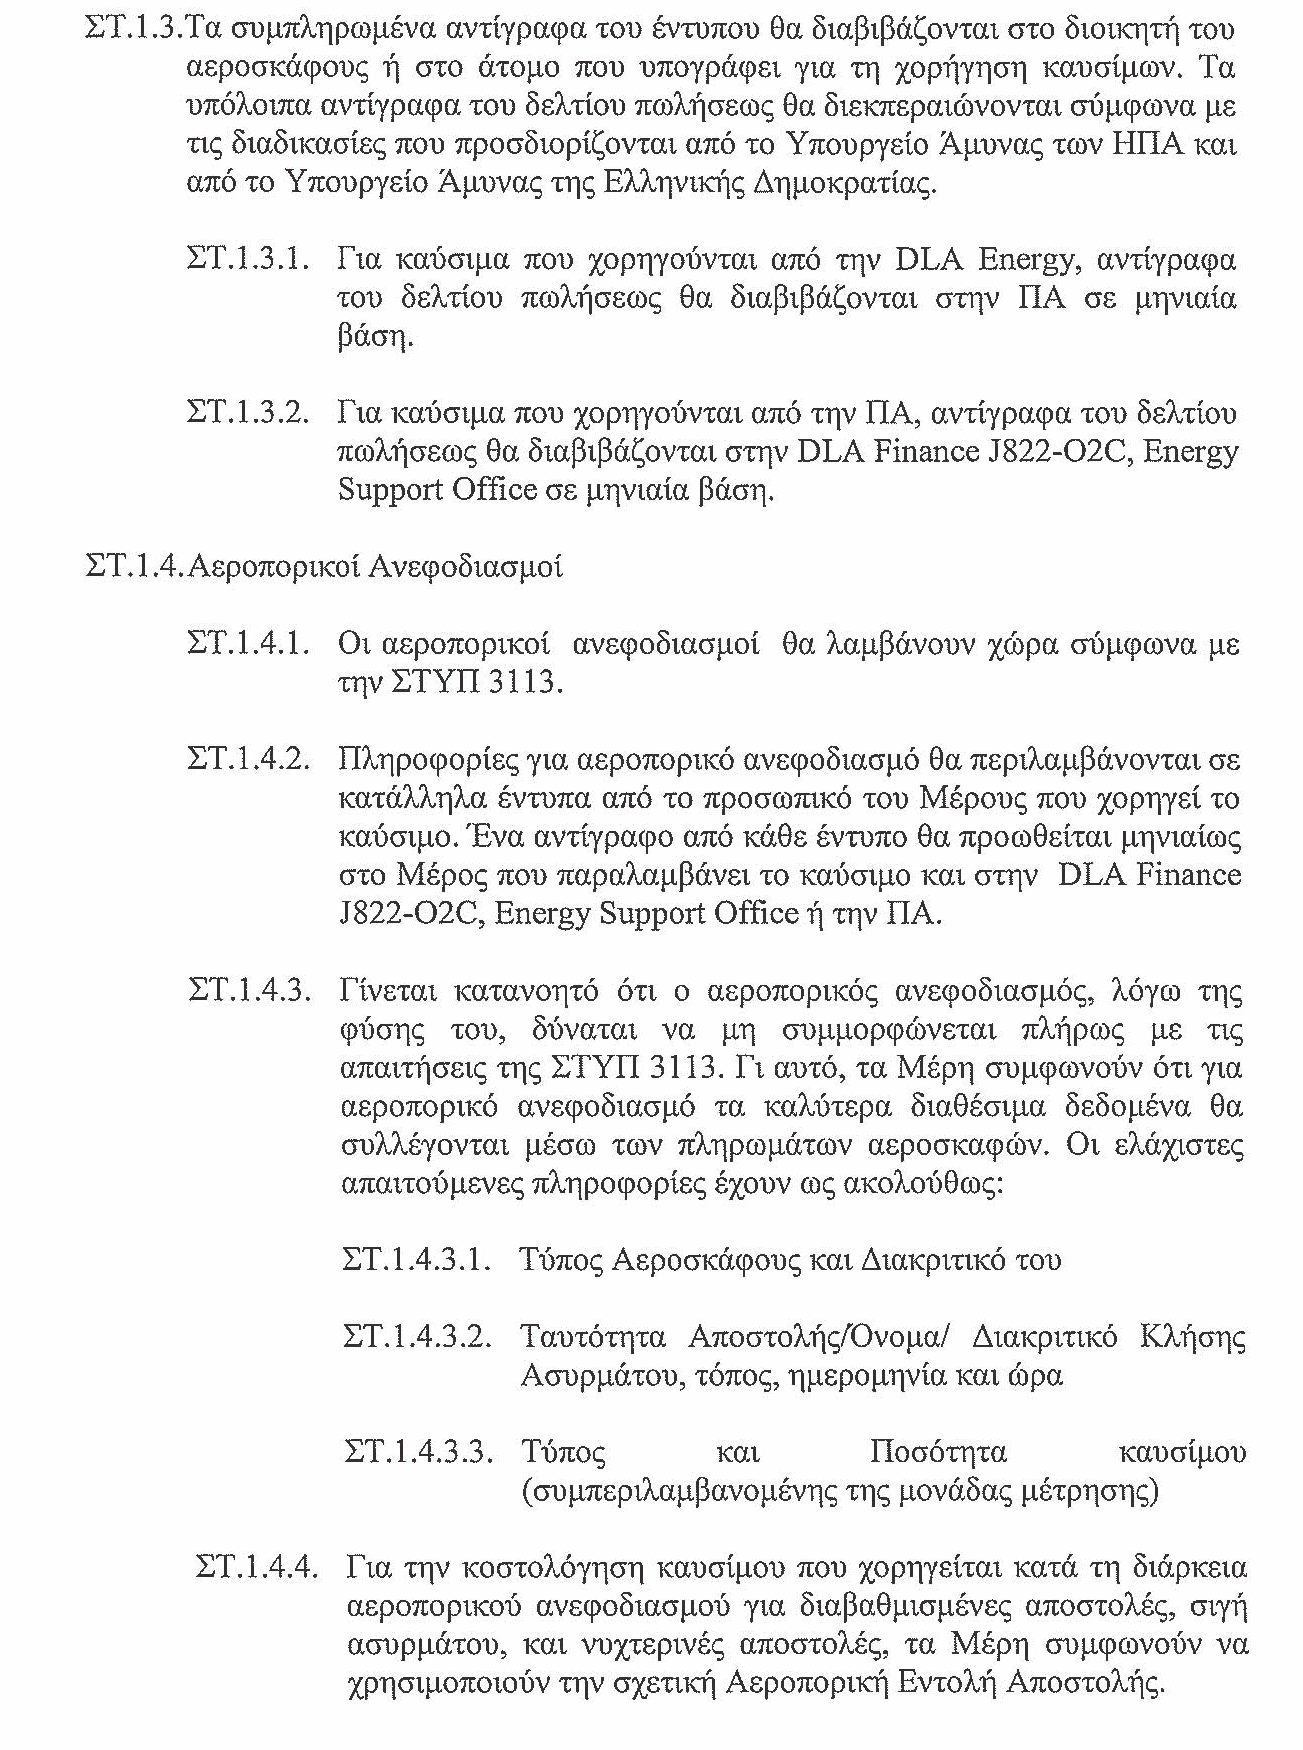 ΣΤ.1.3.Τα συμπληρωμένα αντίγραφα του έντυπου θα διαβιβάζονται στο διοικητή του
αεροσκάφους ή στο άτομο που υπογράφει για τη χορήγηση καυσίμων. Τα
υπόλοιπα αντίγραφα του δελτίου πωλήσεως θα διεκπεραιώνονται σύμφωνα με
τις διαδικασίες που προσδιορίζονται από το Υπουργείο Άμυνας των ΗΠΑ και
από το Υπουργείο Άμυνας της Ελληνικής Δημοκρατίας.
ΣΤ.1.3.1. Για καύσιμα που χορηγούνται από την DLA Energy, αντίγραφα
του δελτίου πωλήσεως θα διαβιβάζονται στην ΠΑ σε μηνιαία
βάση.
ΣΤ.1.3.2. Για καύσιμα που χορηγούνται από την ΠΑ, αντίγραφα του δελτίου
πωλήσεως θα διαβιβάζονται στην DLA Finance J822-O2C, Energy
Support Office σε μηνιαία βάση.
ΣΤ.1.4.Αεροπορικοί Ανεφοδιασμοί
ΣΤ.1.4.1. Οι αεροπορικοί ανεφοδιασμοί θα λαμβάνουν χώρα σύμφωνα με
την ΣΤΥΠ 3113.
ΣΤ.1.4.2. Πληροφορίες για αεροπορικό ανεφοδιασμό θα περιλαμβάνονται σε
κατάλληλα έντυπα από το προσωπικό του Μέρους που χορηγεί το
καύσιμο. Ένα αντίγραφο από κάθε έντυπο θα προωθείται μηνιαίως
στο Μέρος που παραλαμβάνει το καύσιμο και στην DLA Finance
J822-O2C, Energy Support Office ή την ΠΑ.
ΣΤ.1.4.3. Γίνεται κατανοητό ότι ο αεροπορικός ανεφοδιασμός, λόγω της
φύσης του, δύναται να μη συμμορφώνεται πλήρως με τις
απαιτήσεις της ΣΤΥΠ 3113. Γι αυτό, τα Μέρη συμφωνούν ότι για
αεροπορικό ανεφοδιασμό τα καλύτερα διαθέσιμα δεδομένα θα
συλλέγονται μέσω των πληρωμάτων αεροσκαφών. Οι ελάχιστες
απαιτούμενες πληροφορίες έχουν ως ακολούθως:
ΣΤ.1.4.3.1. Τύπος Αεροσκάφους και Διακριτικό του
ΣΤ.1.4.3.2. Ταυτότητα Αποστολής/Όνομα/ Διακριτικό Κλήσης
Ασυρμάτου, τόπος, ημερομηνία και ώρα
ΣΤ.1.4.3.3. Τύπος και Ποσότητα καυσίμου
(συμπεριλαμβανομένης της μονάδας μέτρησης)
ΣΤ.1.4.4. Για την κοστολόγηση καυσίμου που χορηγείται κατά τη διάρκεια
αεροπορικού ανεφοδιασμού για διαβαθμισμένες αποστολές, σιγή
ασυρμάτου, και νυχτερινές αποστολές, τα Μέρη συμφωνούν να
χρησιμοποιούν την σχετική Αεροπορική Εντολή Αποστολής.